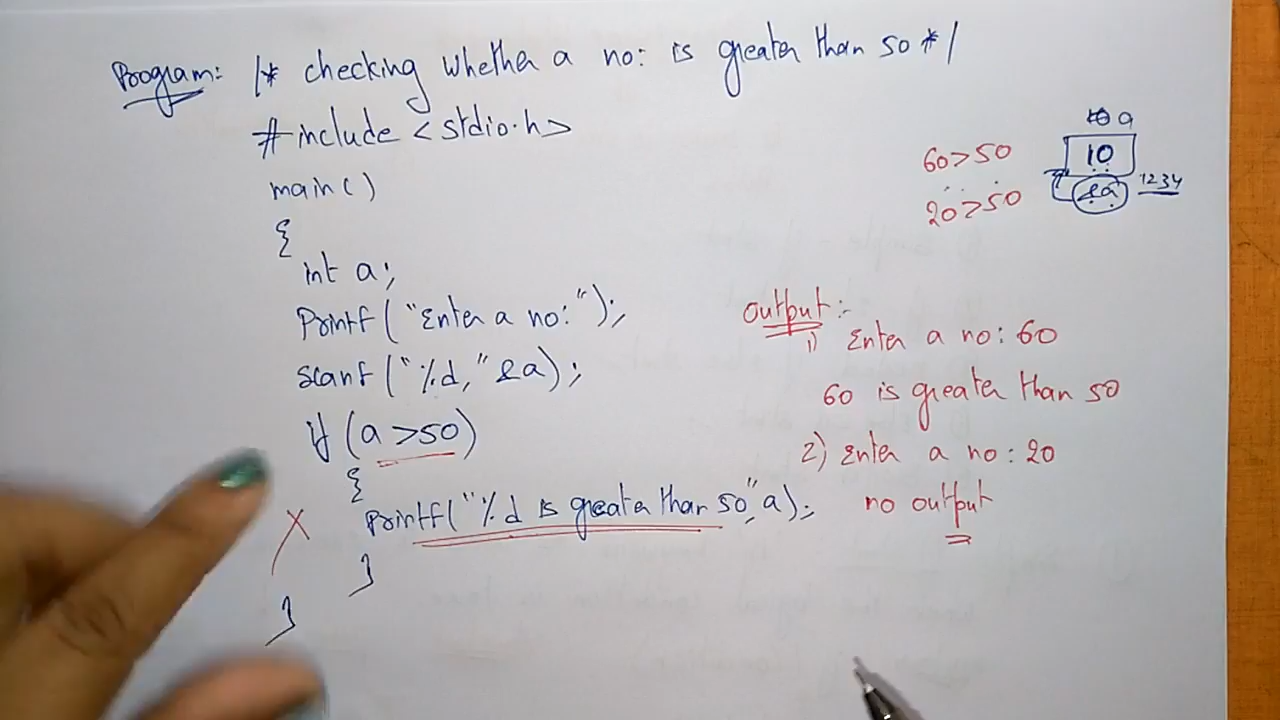 Program: /* checking whether a no: is greater than 50 */
#include <stdio.h>
main()
{
int a;
Printf("Enter a no:");
scanf("%d," &a);
if (a >50)
{
Printf("%d is greater than 50", a);
}
}
a
10
&a 1234
60>50
20>50
Output:-
1) Enter a no: 60
60 is greater than 50
2) Enter a no: 20
no output